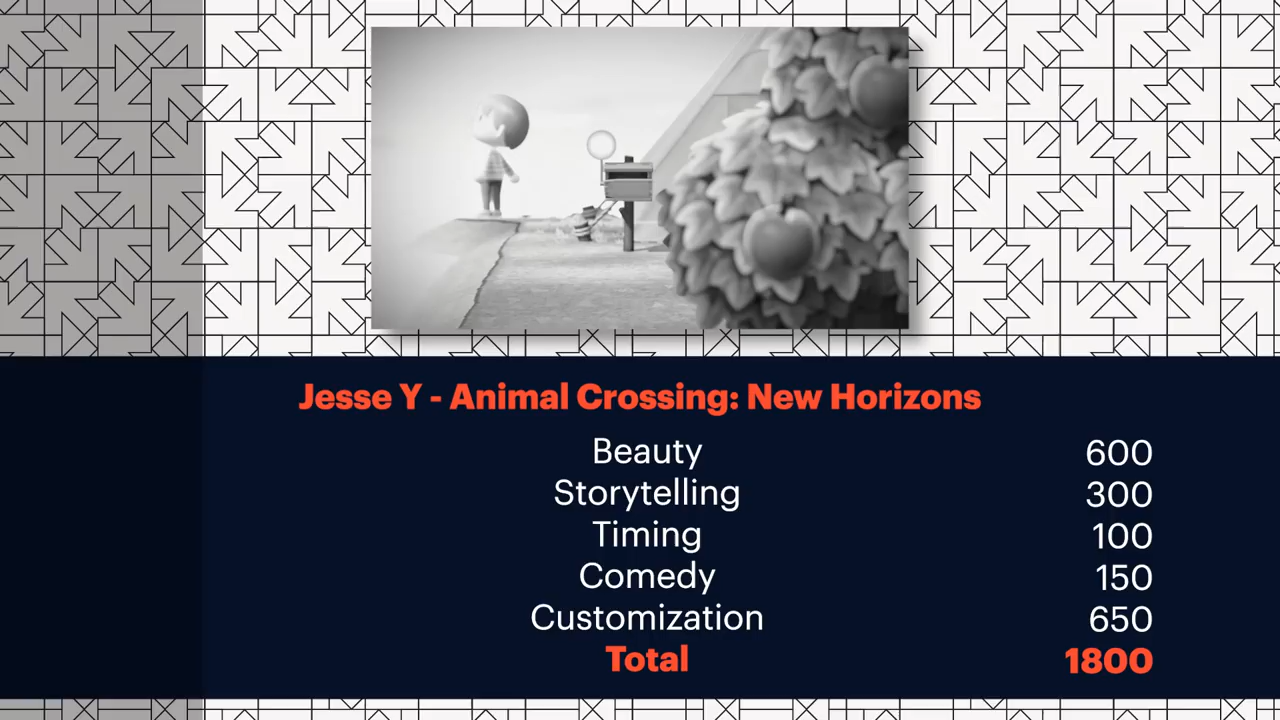 Jesse Y - Animal Crossing: New Horizons
Beauty 600
Storytelling 300
Timing 100
Comedy 150
Customization 650
Total 1800